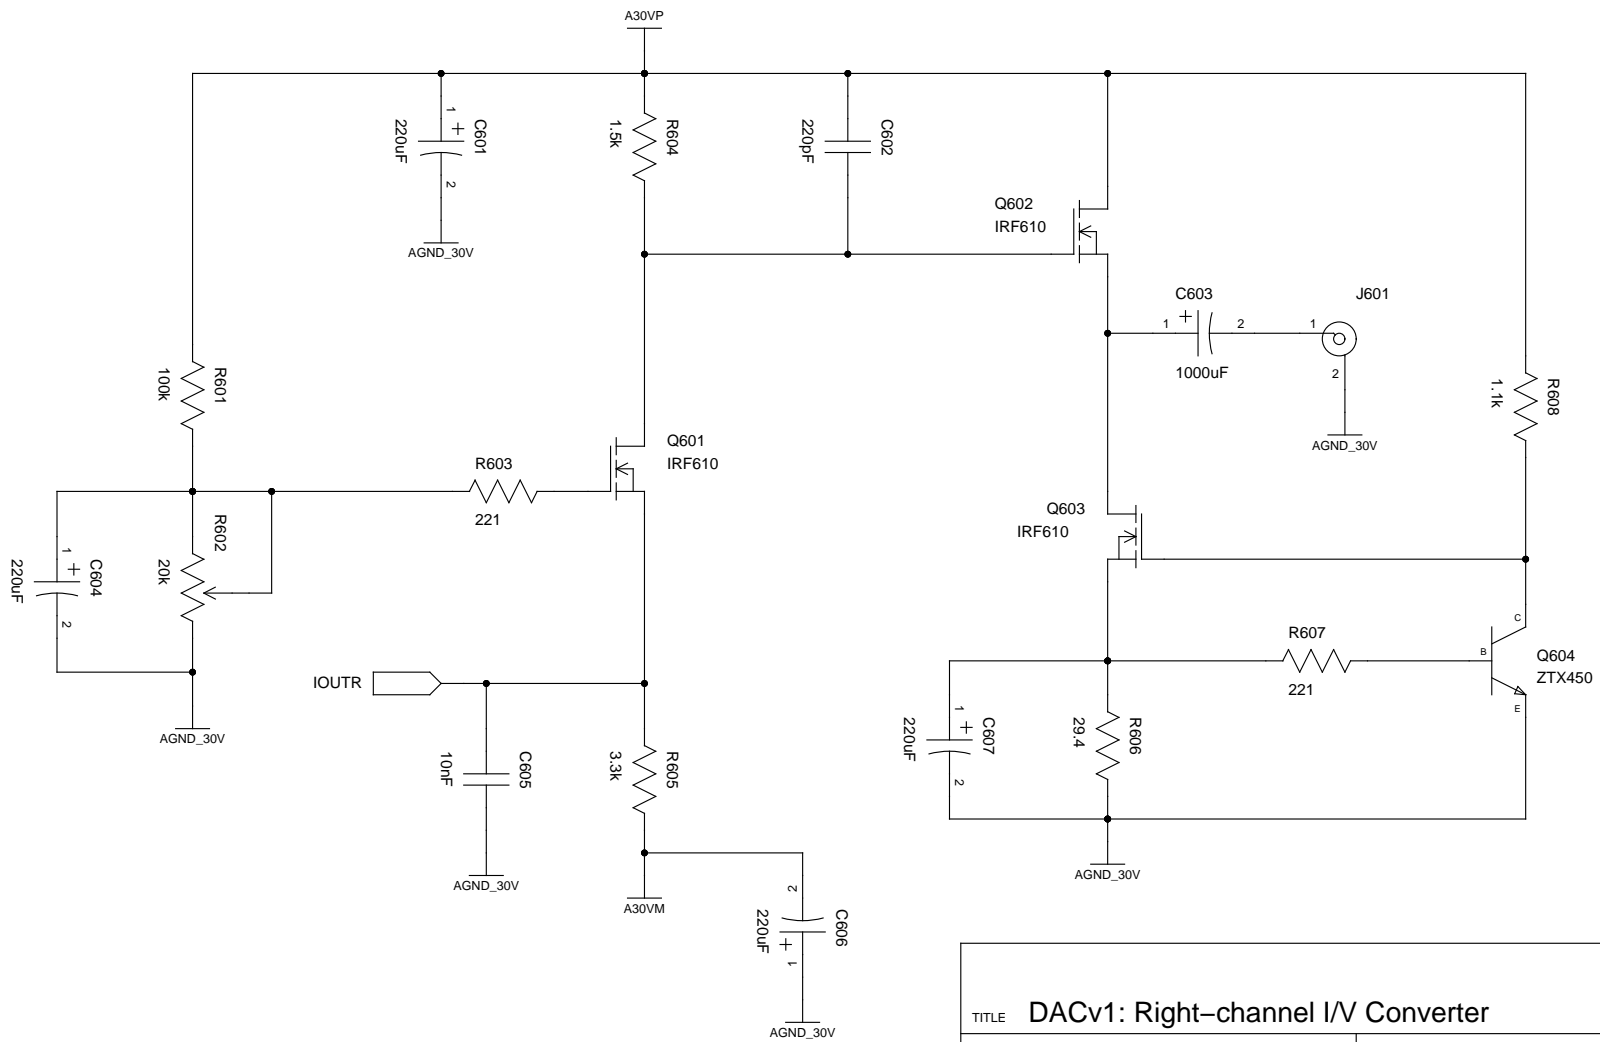 A30VP
1
+
C601
220uF
2
AGND_30V
R604
1.5k
C602
220pF
Q602
IRF610
C603
+
1
2
1000uF
J601
1
2
AGND_30V
R608
1.1k
R601
100k
Q601
IRF610
R603
221
Q603
IRF610
R602
20k
1
+
C604
220uF
2
AGND_30V
IOUTR
C605
10nF
AGND_30V
R605
3.3k
A30VM
2
C606
220uF
+
1
AGND_30V
R607
221
C
B
E
Q604
ZTX450
1
+
C607
220uF
2
R606
29.4
AGND_30V
TITLE DACv1: Right−channel I/V Converter